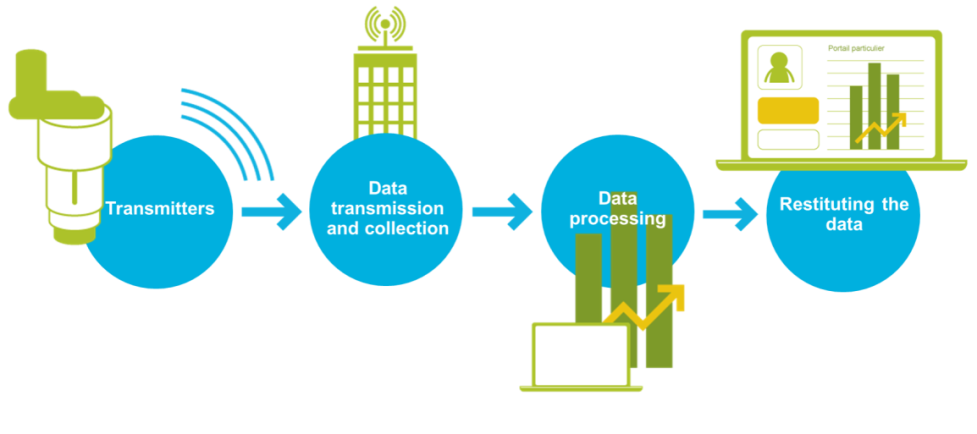 Portail particulier
Transmitters
Data
transmission
and collection
Data
processing
Restituting the
data